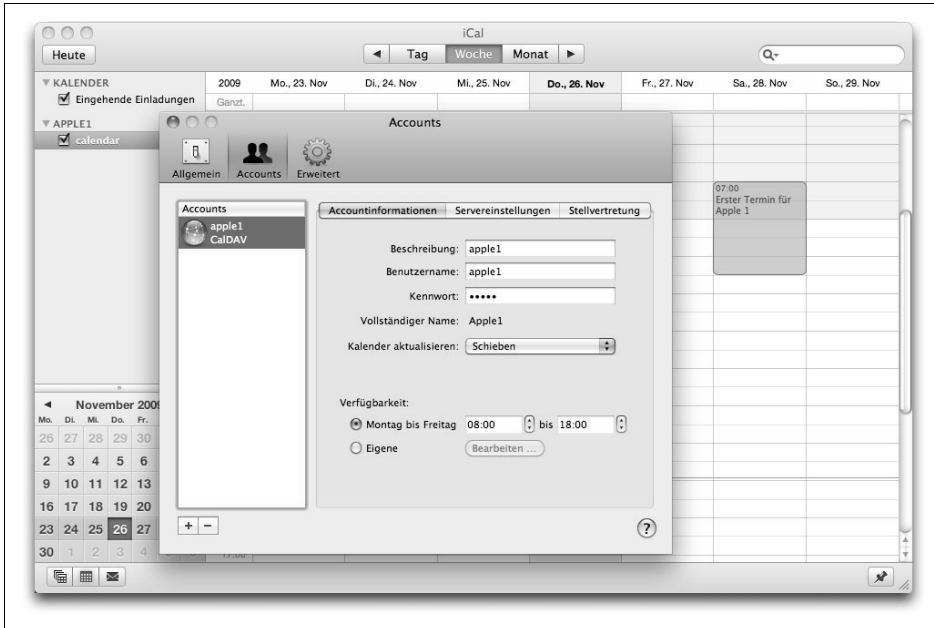 iCal
Heute
Tag Woche Monat
KALENDER
Eingehende Einladungen
APPLE1
calendar
2009 Mo., 23. Nov Di., 24. Nov Mi., 25. Nov Do., 26. Nov Fr., 27. Nov Sa., 28. Nov So., 29. Nov
Ganzt.
07:00
Erster Termin für
Apple 1
Accounts
Allgemein Accounts Erweitert
Accounts
apple1
CalDAV
Accountinformationen Servereinstellungen Stellvertretung
Beschreibung: apple1
Benutzername: apple1
Kennwort: •••••
Vollständiger Name: Apple1
Kalender aktualisieren: Schieben
Verfügbarkeit:
Montag bis Freitag 08:00 bis 18:00
Eigene Bearbeiten ...
+ −
?
November 2009
Mo. Di. Mi. Do. Fr.
26 27 28 29 30
2 3 4 5 6
9 10 11 12 13
16 17 18 19 20
23 24 25 26 27
30 1 2 3 4
17:00